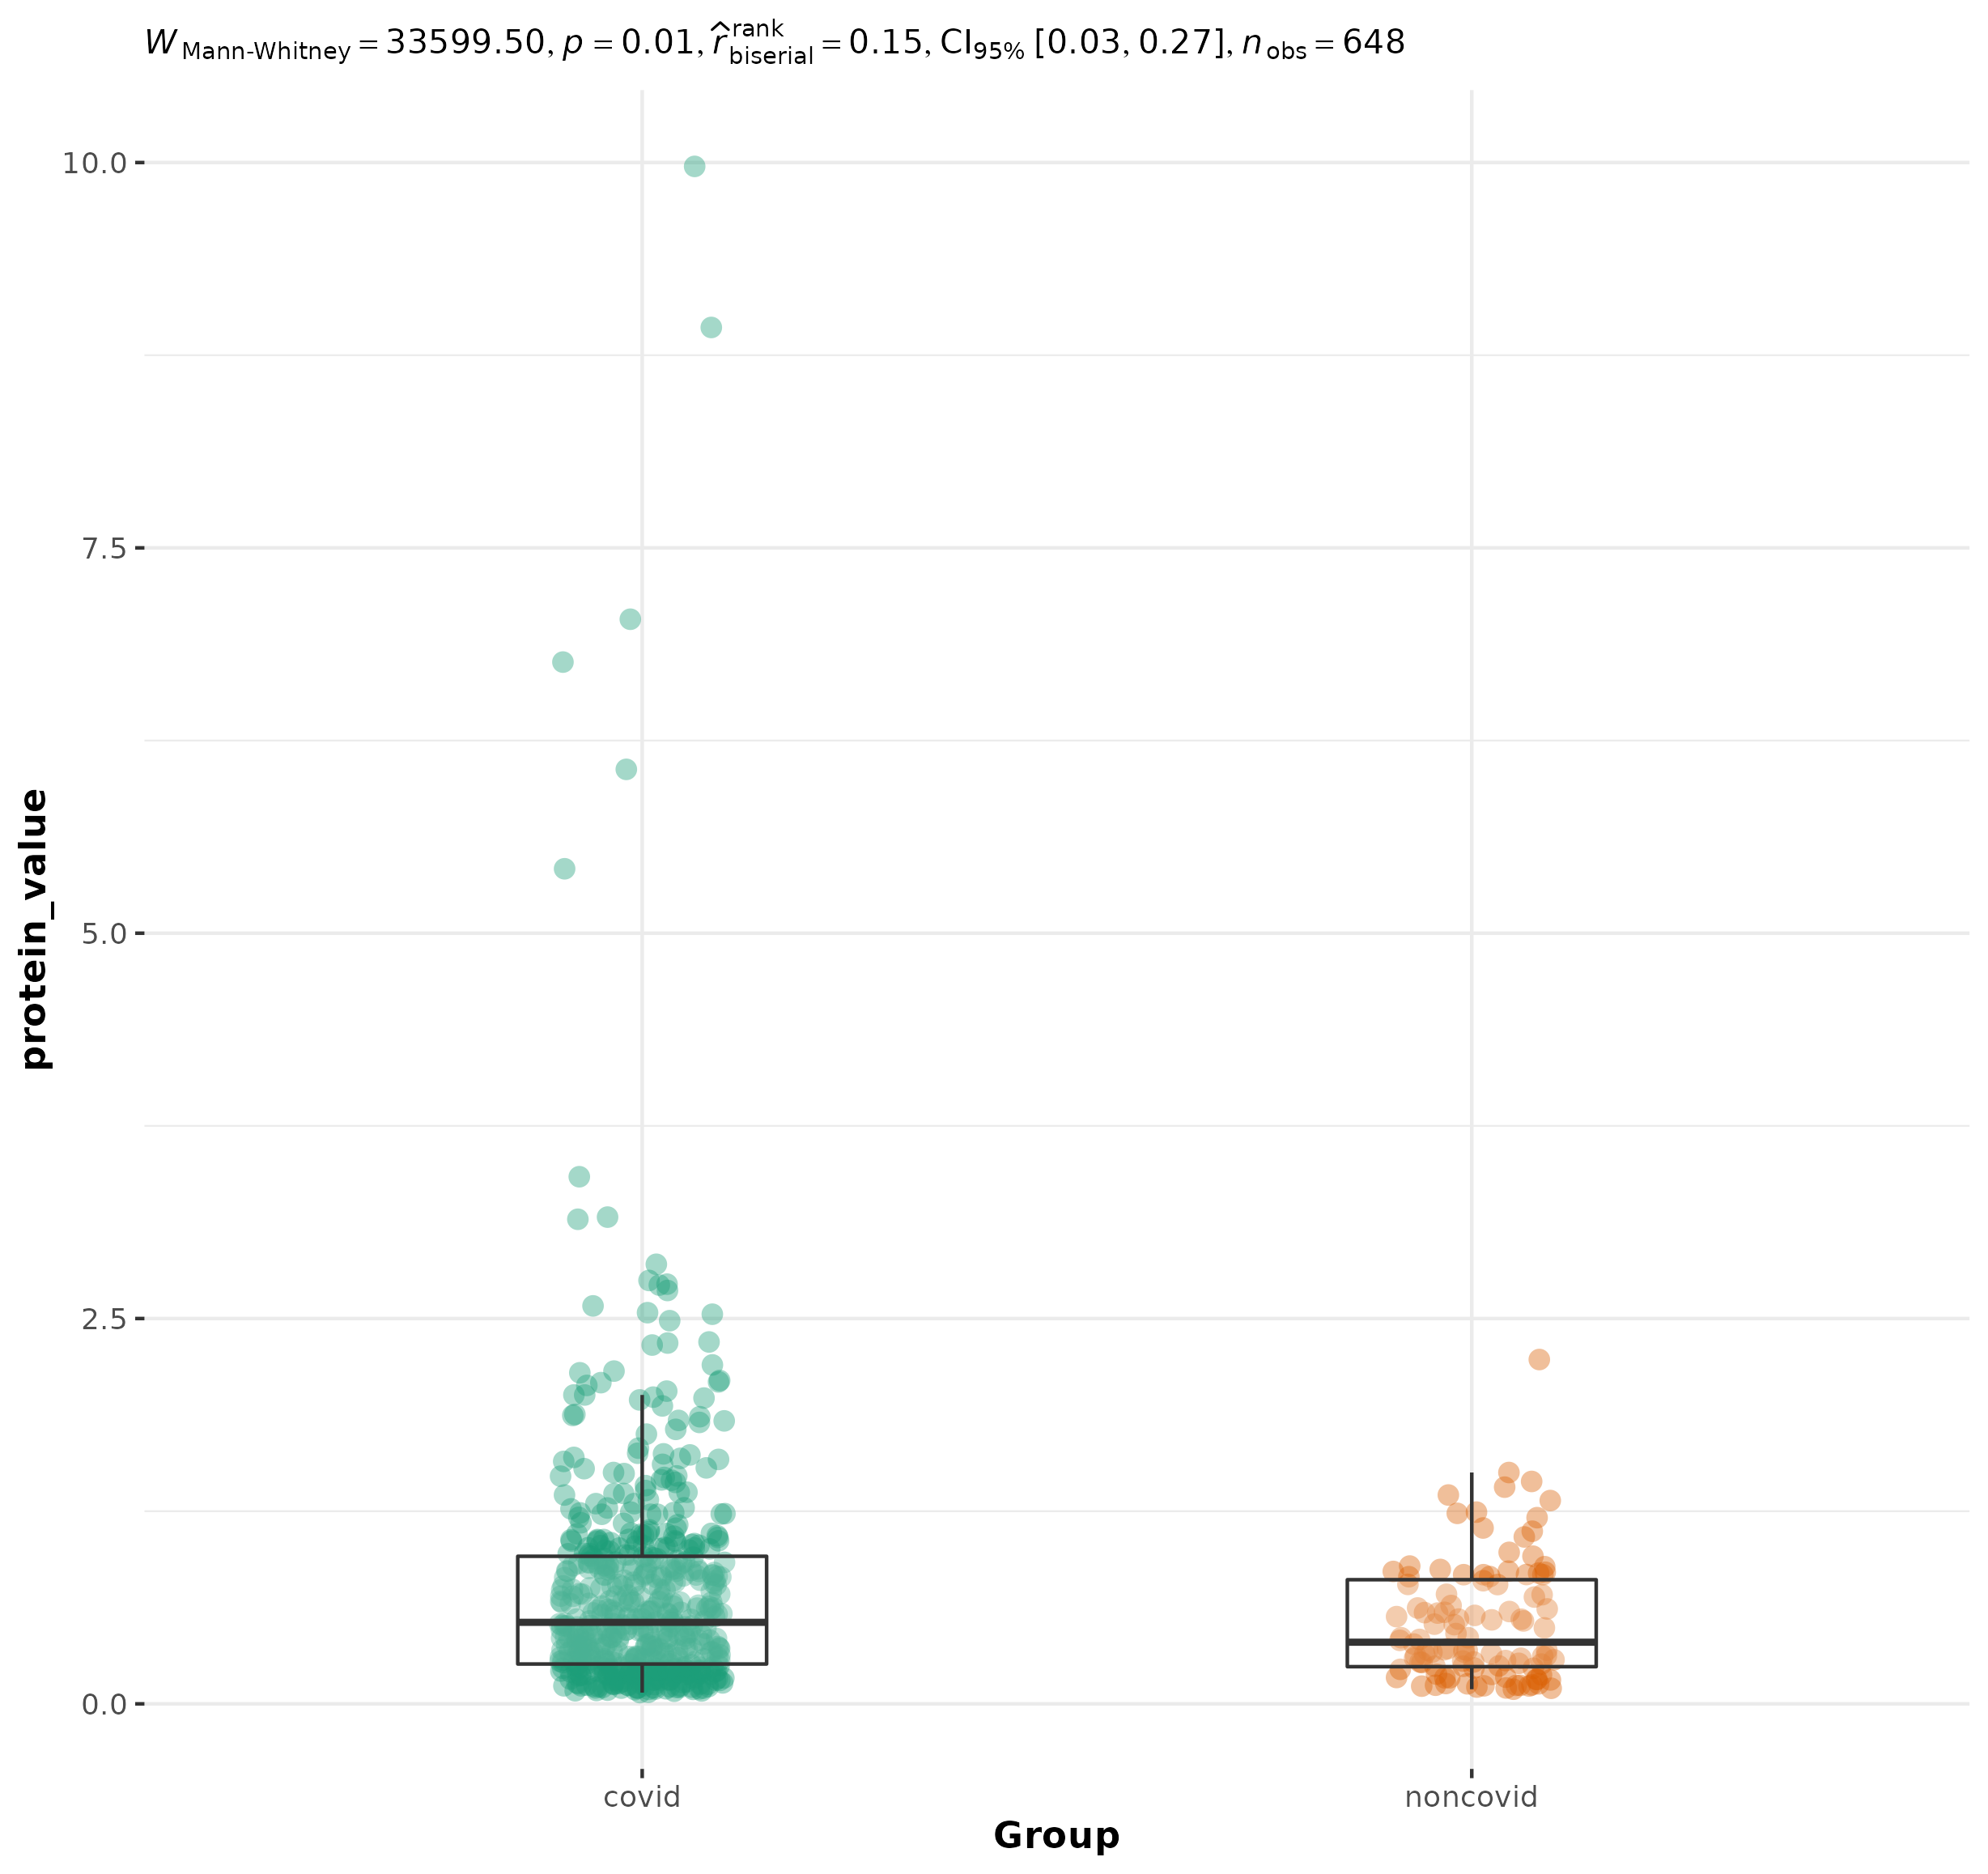 W Mann-Whitney = 33599.50, p = 0.01, r̂ rank biserial = 0.15, CI95% [0.03, 0.27], n obs = 648
10.0
7.5
5.0
2.5
0.0
protein_value
covid noncovid
Group